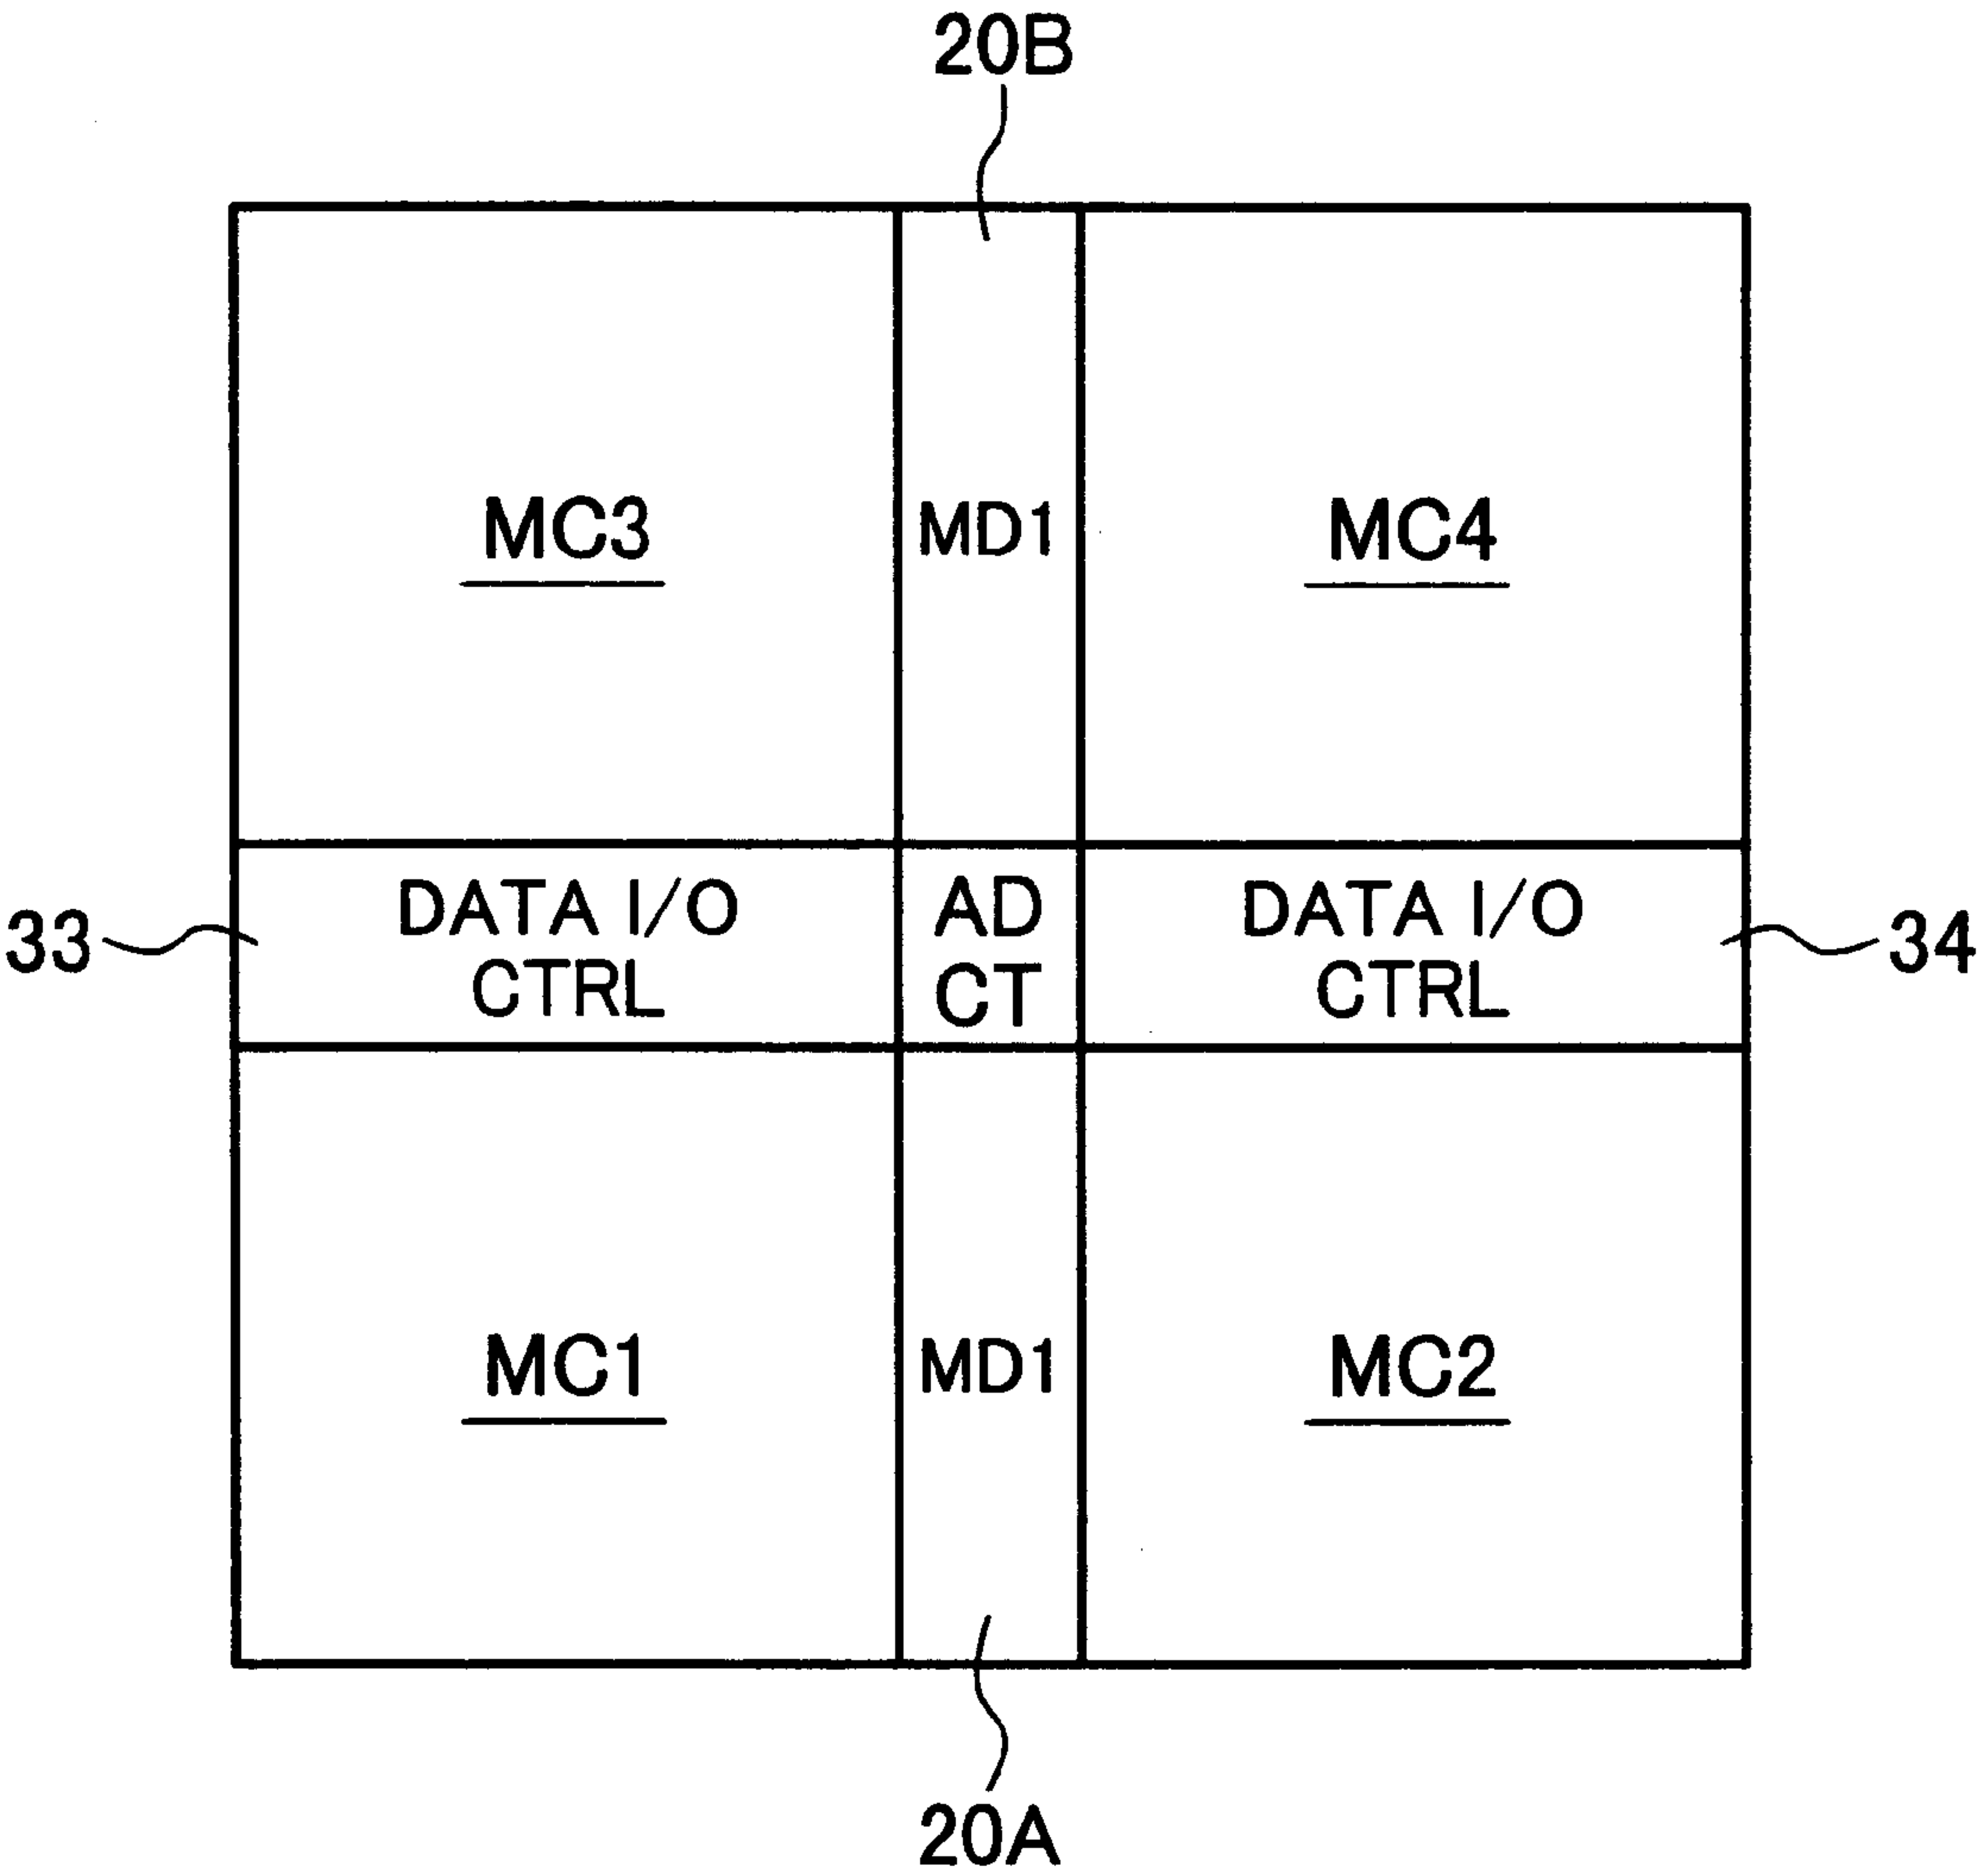 20B
MC3
MD1
MC4
33
DATA I/O
CTRL
AD
CT
DATA I/O
CTRL
34
MC1
MD1
MC2
20A